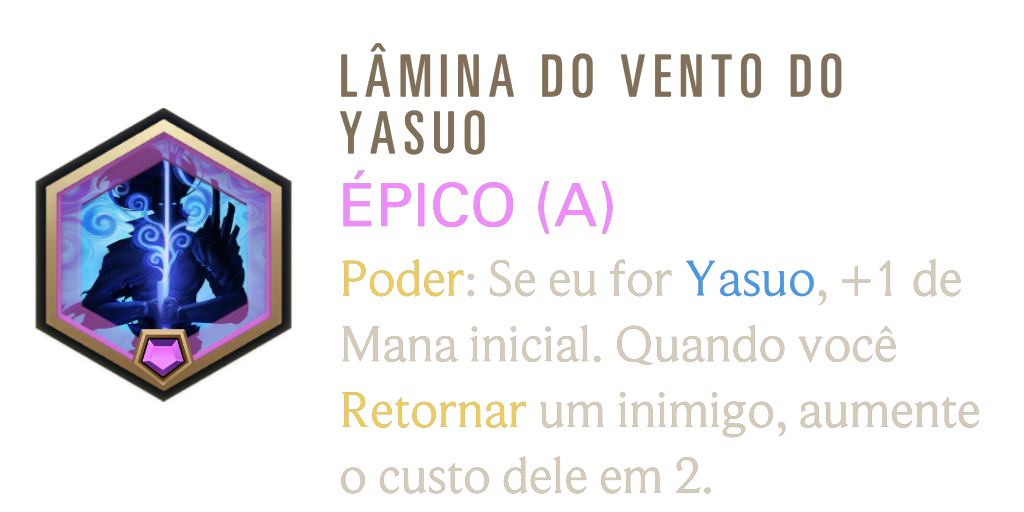 LÂMINA DO VENTO DO
YASUO
ÉPICO (A)
Poder: Se eu for Yasuo, +1 de
Mana inicial. Quando você
Retornar um inimigo, aumente
o custo dele em 2.